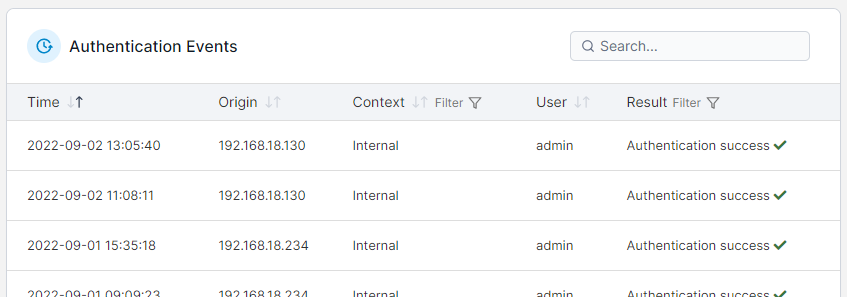 Authentication Events
Search...
Time Origin Context Filter User Result Filter
2022-09-02 13:05:40 192.168.18.130 Internal admin Authentication success
2022-09-02 11:08:11 192.168.18.130 Internal admin Authentication success
2022-09-01 15:35:18 192.168.18.234 Internal admin Authentication success
2022-09-01 09:09:23 192.168.18.234 Internal admin Authentication success